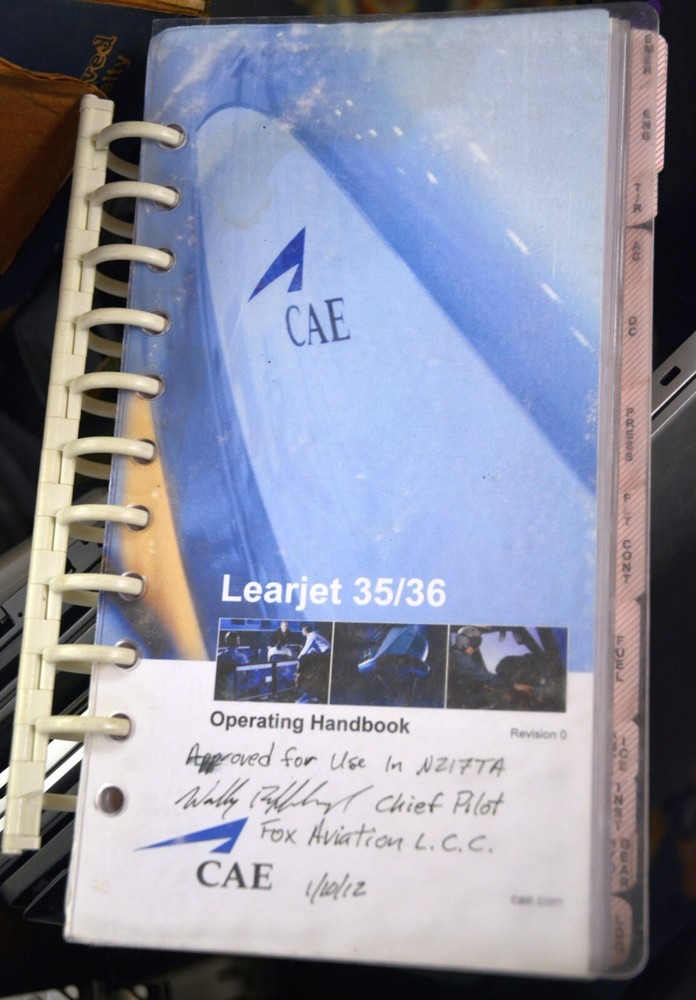 CAE
Learjet 35/36
Operating Handbook
Revision 0
Approved for Use In N217TA
Wally Chief Pilot
Fox Aviation L.C.C.
CAE
1/10/12
cae.com
EMER
ENG
T/R
AC
DC
PRESS
FLT CONT
FUEL
ICE
INST
GEAR